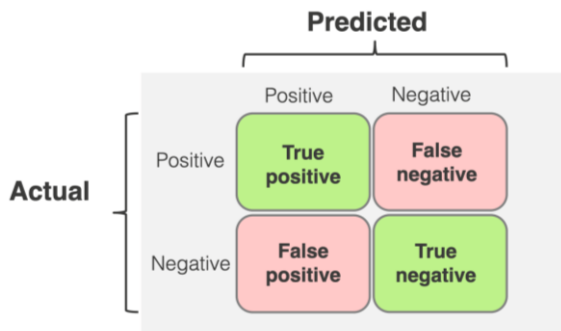 Predicted
Positive Negative
Positive
True positive
False negative
Actual
Negative
False positive
True negative